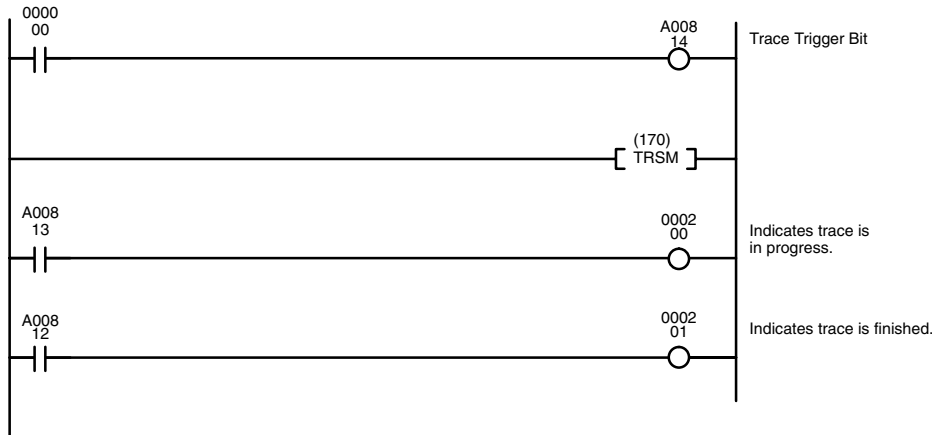 0000
00
A008
14
Trace Trigger Bit
(170)
TRSM
A008
13
0002
00
Indicates trace is
in progress.
A008
12
0002
01
Indicates trace is finished.